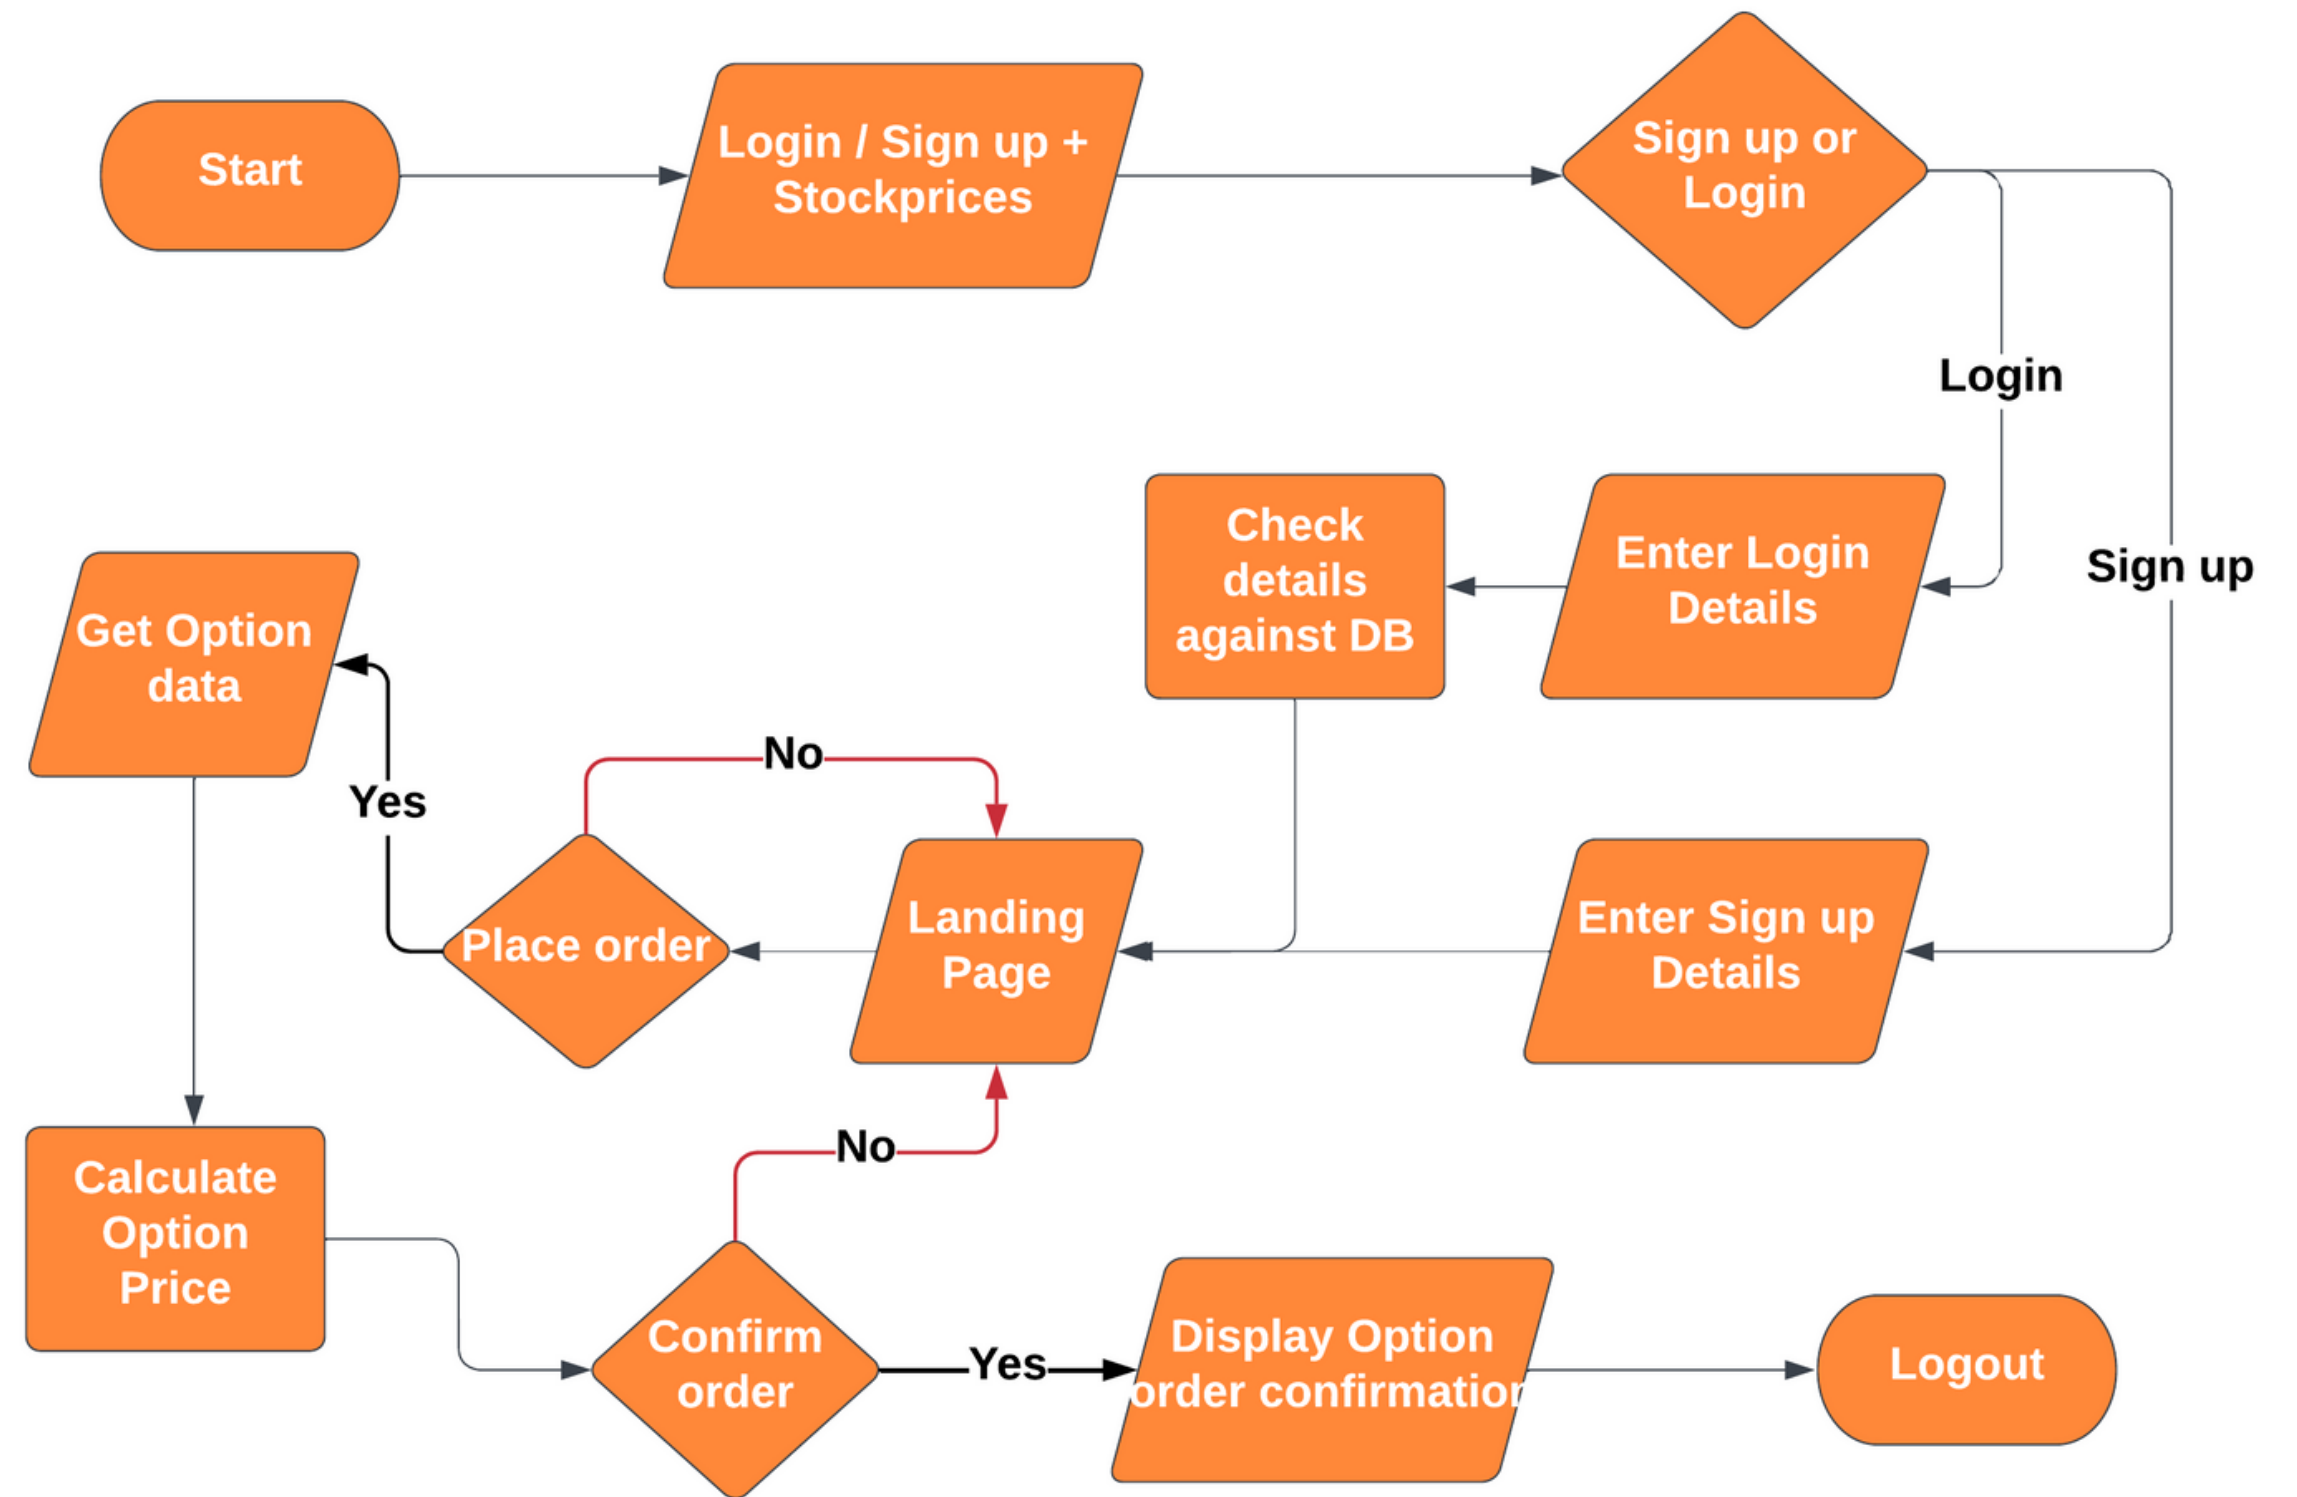 Start
Login / Sign up +
Stockprices
Sign up or
Login
Login
Sign up
Check
details
against DB
Enter Login
Details
Get Option
data
Yes
No
Place order
Landing
Page
Enter Sign up
Details
Calculate
Option
Price
No
Confirm
order
Yes
Display Option
order confirmation
Logout